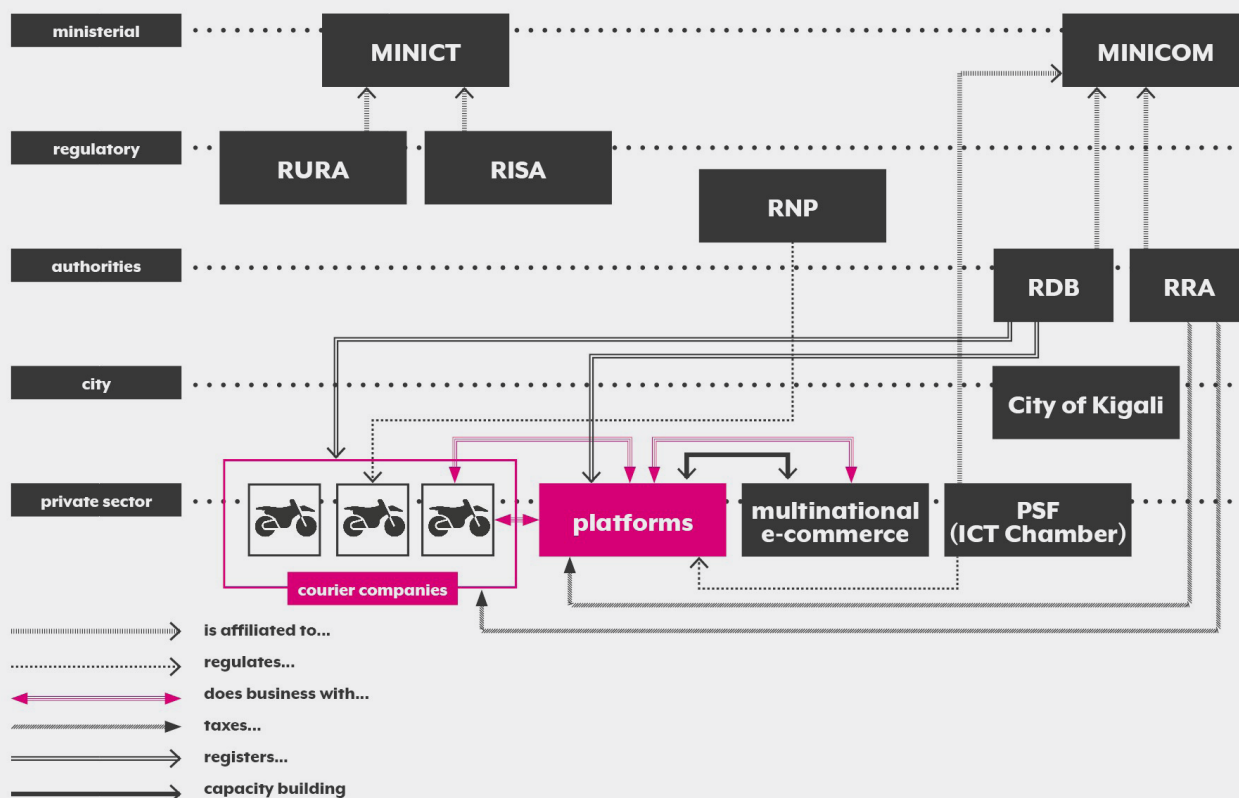 ministerial
MINICT
MINICOM
regulatory
RURA
RISA
RNP
authorities
RDB
RRA
city
City of Kigali
private sector
platforms
multinational
e-commerce
PSF
(ICT Chamber)
courier companies
is affiliated to...
regulates...
does business with...
taxes...
registers...
capacity building